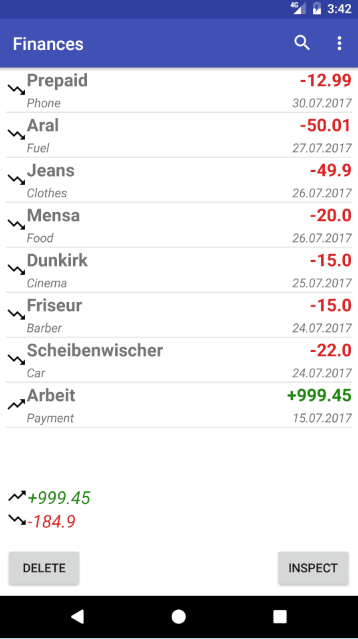 4G 3:42
Finances
Prepaid -12.99
Phone 30.07.2017
Aral -50.01
Fuel 27.07.2017
Jeans -49.9
Clothes 26.07.2017
Mensa -20.0
Food 26.07.2017
Dunkirk -15.0
Cinema 25.07.2017
Friseur -15.0
Barber 24.07.2017
Scheibenwischer -22.0
Car 24.07.2017
Arbeit +999.45
Payment 15.07.2017
+999.45
-184.9
DELETE INSPECT